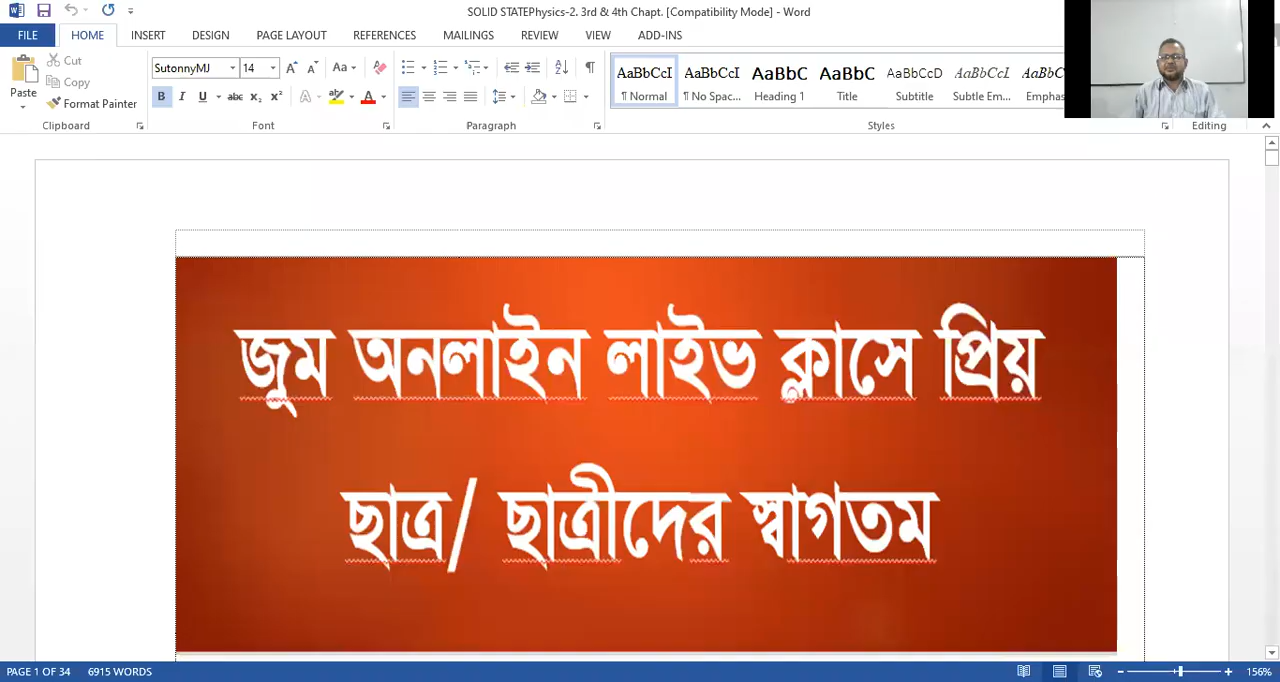 SOLID STATEPhysics-2. 3rd & 4th Chapt. [Compatibility Mode] - Word
FILE HOME INSERT DESIGN PAGE LAYOUT REFERENCES MAILINGS REVIEW VIEW ADD-INS
Paste
Cut
Copy
Format Painter
Clipboard
SutonnyMJ 14
Font
Paragraph
AaBbCcI AaBbCcI AaBbC AaBbC AaBbCcD AaBbCcI AaBbC
¶ Normal ¶ No Spac... Heading 1 Title Subtitle Subtle Em... Emphas
Styles
Editing
জুম অনলাইন লাইভ ক্লাসে প্রিয়
ছাত্র/ ছাত্রীদের স্বাগতম
PAGE 1 OF 34 6915 WORDS 156%